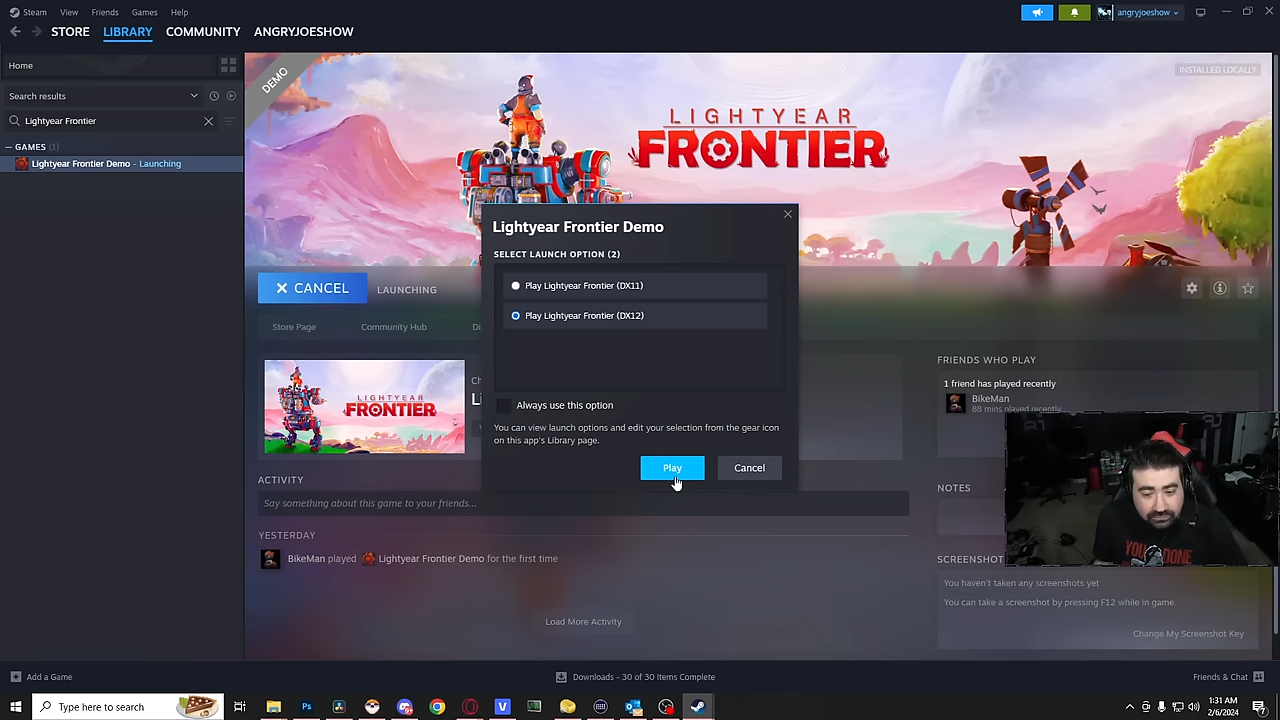 Steam View Friends Games Help
angryjoeshow
STORE LIBRARY COMMUNITY ANGRYJOESHOW
Home
DEMO
INSTALLED LOCALLY
Search results
Lightyear Frontier
LIGHTYEAR
FRONTIER
GAMES (1)
Lightyear Frontier Demo - Launching
Lightyear Frontier Demo
SELECT LAUNCH OPTION (2)
Play Lightyear Frontier (DX11)
Play Lightyear Frontier (DX12)
Always use this option
You can view launch options and edit your selection from the gear icon
on this app's Library page.
Play Cancel
CANCEL LAUNCHING
Store Page Community Hub Di
LIGHTYEAR
FRONTIER
Ch
FRIENDS WHO PLAY
1 friend has played recently
BikeMan
88 mins played recently
ACTIVITY
Say something about this game to your friends...
YESTERDAY
BikeMan played Lightyear Frontier Demo for the first time
Load More Activity
NOTES
SCREENSHOT
You haven't taken any screenshots yet
You can take a screenshot by pressing F12 while in game.
Change My Screenshot Key
Add a Game
Downloads - 30 of 30 Items Complete
Friends & Chat
Type here to search
1:31 AM
2/6/2024